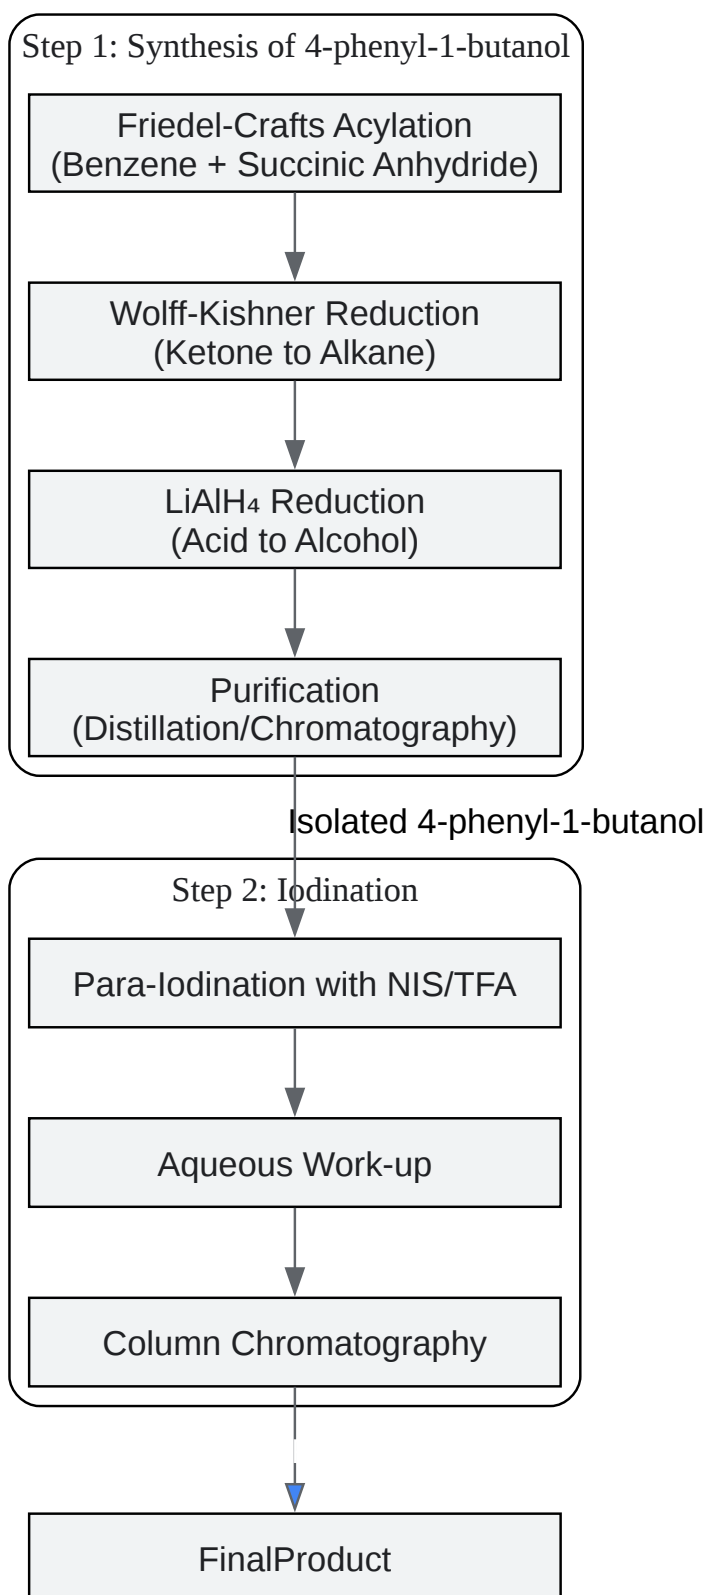 Step 1: Synthesis of 4-phenyl-1-butanol
Friedel-Crafts Acylation
(Benzene + Succinic Anhydride)
Wolff-Kishner Reduction
(Ketone to Alkane)
LiAlH₄ Reduction
(Acid to Alcohol)
Purification
(Distillation/Chromatography)
Isolated 4-phenyl-1-butanol
Step 2: Iodination
Para-Iodination with NIS/TFA
Aqueous Work-up
Column Chromatography
FinalProduct